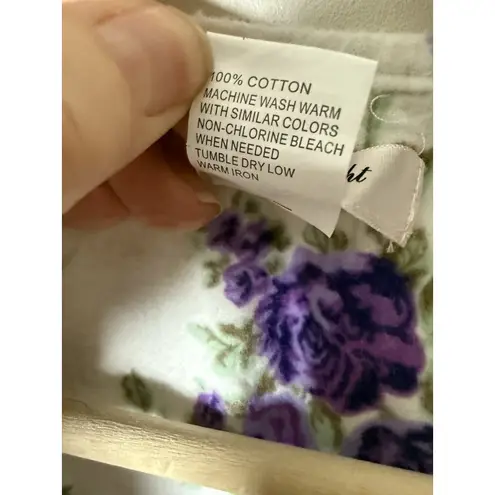 100% COTTON
MACHINE WASH WARM
WITH SIMILAR COLORS
NON-CHLORINE BLEACH
WHEN NEEDED
TUMBLE DRY LOW
WARM IRON